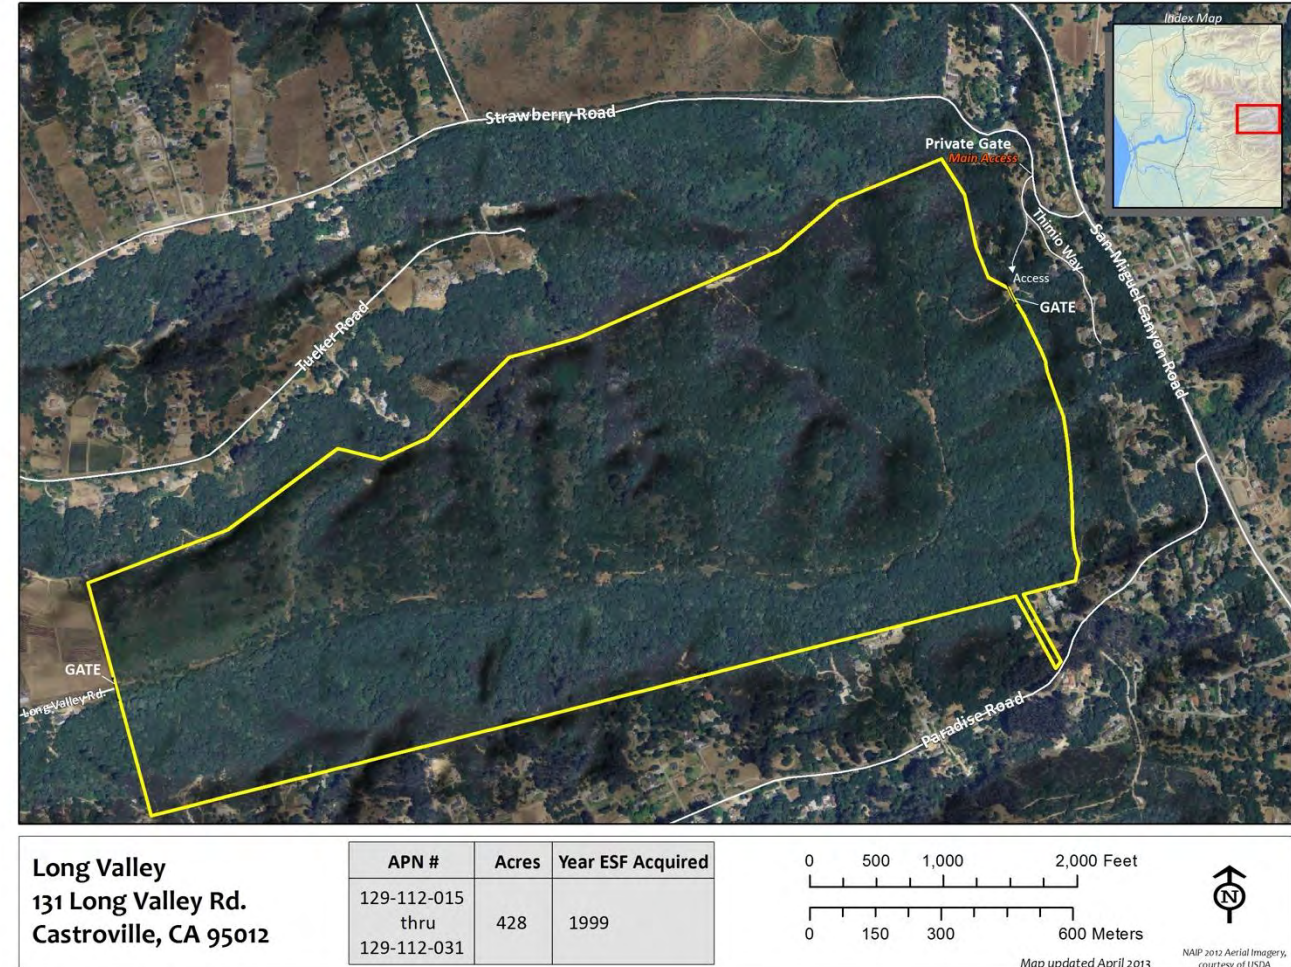 Index Map
Strawberry Road
Private Gate
Main Access
Thimio Way
San Miguel Canyon Road
Access
GATE
Tucker Road
GATE
Long Valley Rd.
Paradise Road
Long Valley
131 Long Valley Rd.
Castroville, CA 95012
APN # Acres Year ESF Acquired
129-112-015
thru
129-112-031
428 1999
0 500 1,000 2,000 Feet
0 150 300 600 Meters
N
Map updated April 2013
NAIP 2012 Aerial Imagery,
courtesy of USDA